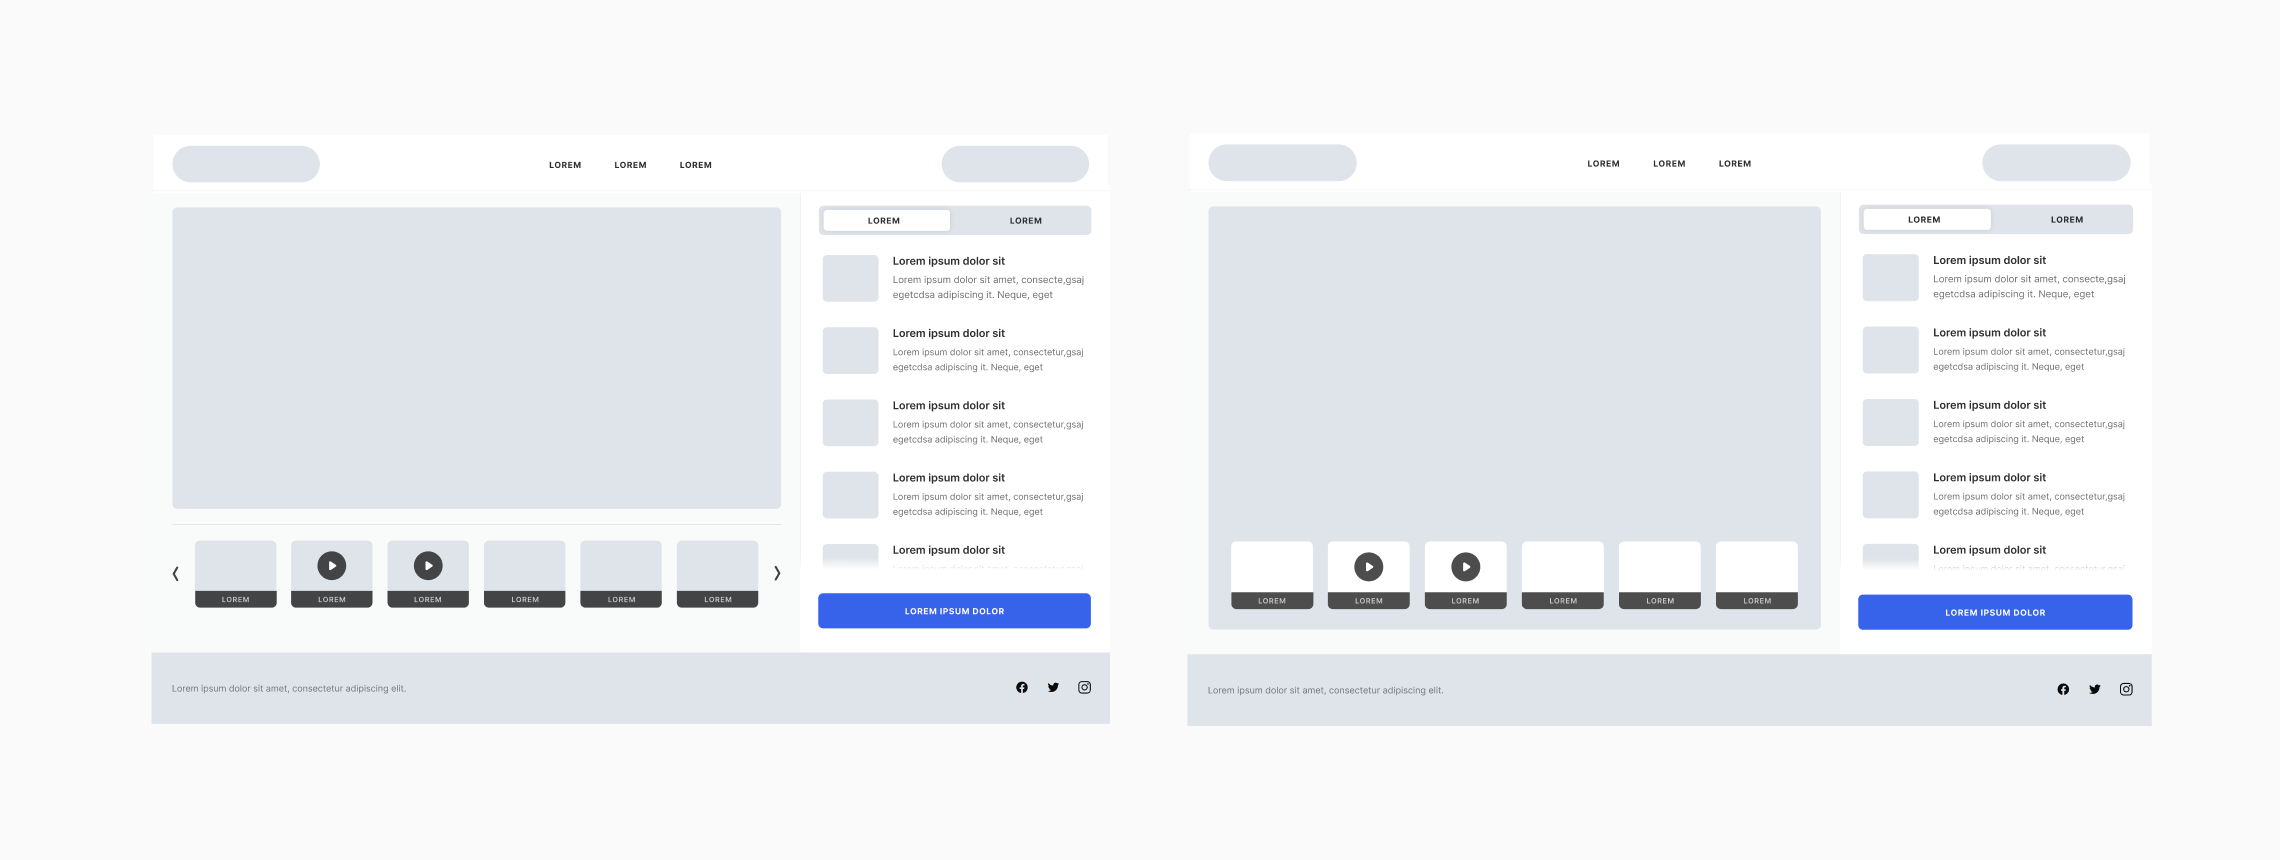 LOREM LOREM LOREM
LOREM LOREM
Lorem ipsum dolor sit
Lorem ipsum dolor sit amet, consecte,gsaj
egetcdsa adipiscing it. Neque, eget
Lorem ipsum dolor sit
Lorem ipsum dolor sit amet, consectetur,gsaj
egetcdsa adipiscing it. Neque, eget
Lorem ipsum dolor sit
Lorem ipsum dolor sit amet, consectetur,gsaj
egetcdsa adipiscing it. Neque, eget
Lorem ipsum dolor sit
Lorem ipsum dolor sit amet, consectetur,gsaj
egetcdsa adipiscing it. Neque, eget
Lorem ipsum dolor sit
LOREM LOREM LOREM LOREM LOREM LOREM
LOREM IPSUM DOLOR
Lorem ipsum dolor sit amet, consectetur adipiscing elit.
LOREM LOREM LOREM
LOREM LOREM
Lorem ipsum dolor sit
Lorem ipsum dolor sit amet, consecte,gsaj
egetcdsa adipiscing it. Neque, eget
Lorem ipsum dolor sit
Lorem ipsum dolor sit amet, consectetur,gsaj
egetcdsa adipiscing it. Neque, eget
Lorem ipsum dolor sit
Lorem ipsum dolor sit amet, consectetur,gsaj
egetcdsa adipiscing it. Neque, eget
Lorem ipsum dolor sit
Lorem ipsum dolor sit amet, consectetur,gsaj
egetcdsa adipiscing it. Neque, eget
Lorem ipsum dolor sit
LOREM LOREM LOREM LOREM LOREM LOREM
LOREM IPSUM DOLOR
Lorem ipsum dolor sit amet, consectetur adipiscing elit.